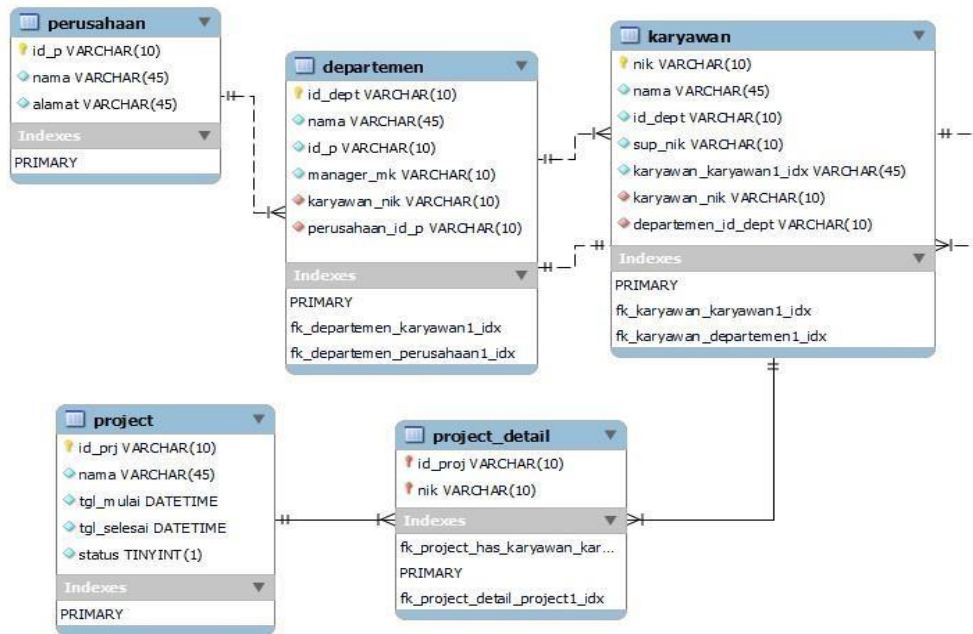 perusahaan
id_p VARCHAR(10)
nama VARCHAR(45)
alamat VARCHAR(45)
Indexes
PRIMARY
departemen
id_dept VARCHAR(10)
nama VARCHAR(45)
id_p VARCHAR(10)
manager_mk VARCHAR(10)
karyawan_nik VARCHAR(10)
perusahaan_id_p VARCHAR(10)
Indexes
PRIMARY
fk_departemen_karyawan1_idx
fk_departemen_perusahaan1_idx
karyawan
nik VARCHAR(10)
nama VARCHAR(45)
id_dept VARCHAR(10)
sup_nik VARCHAR(10)
karyawan_karyawan1_idx VARCHAR(45)
karyawan_nik VARCHAR(10)
departemen_id_dept VARCHAR(10)
Indexes
PRIMARY
fk_karyawan_karyawan1_idx
fk_karyawan_departemen1_idx
project
id_prj VARCHAR(10)
nama VARCHAR(45)
tgl_mulai DATETIME
tgl_selesai DATETIME
status TINYINT(1)
Indexes
PRIMARY
project_detail
id_proj VARCHAR(10)
nik VARCHAR(10)
Indexes
fk_project_has_karyawan_kar...
PRIMARY
fk_project_detail_project1_idx